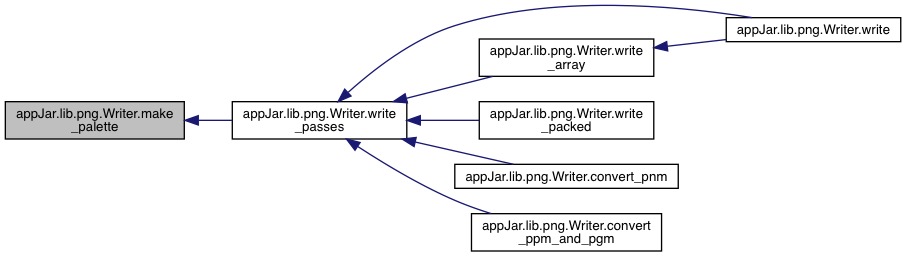 appJar.lib.png.Writer.make
_palette
appJar.lib.png.Writer.write
_passes
appJar.lib.png.Writer.write
appJar.lib.png.Writer.write
_array
appJar.lib.png.Writer.write
_packed
appJar.lib.png.Writer.convert_pnm
appJar.lib.png.Writer.convert
_ppm_and_pgm